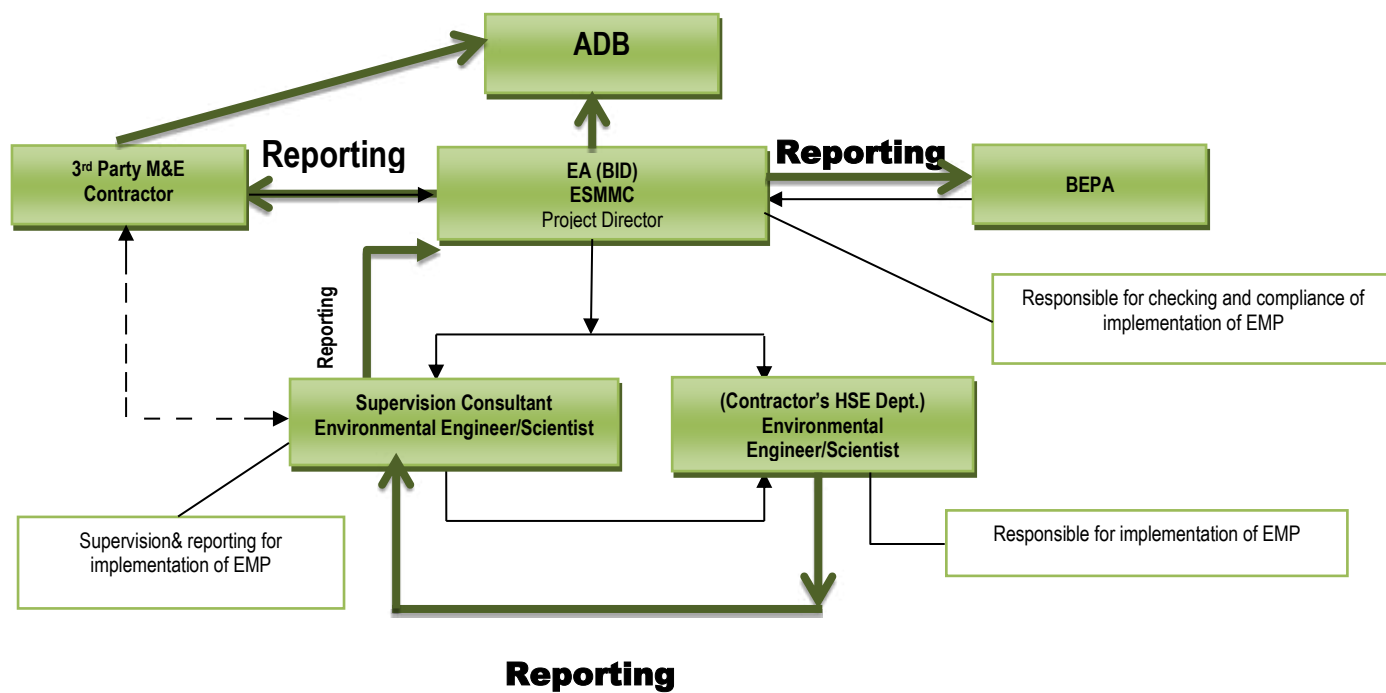 ADB
Reporting
Reporting
3rd Party M&E
Contractor
EA (BID)
ESMMC
Project Director
BEPA
Responsible for checking and compliance of
implementation of EMP
Reporting
Supervision Consultant
Environmental Engineer/Scientist
(Contractor’s HSE Dept.)
Environmental
Engineer/Scientist
Supervision& reporting for
implementation of EMP
Responsible for implementation of EMP
Reporting